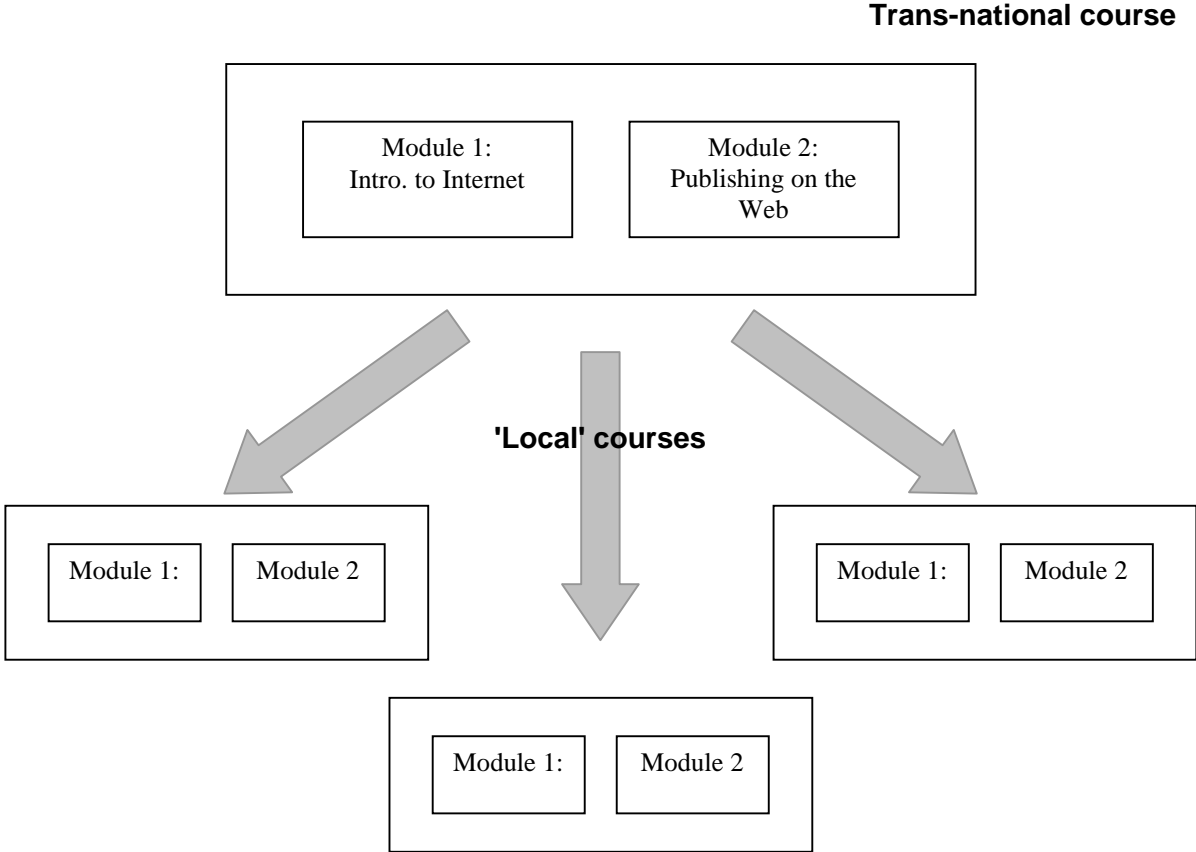 Trans-national course
Module 1:
Intro. to Internet
Module 2:
Publishing on the
Web
'Local' courses
Module 1:
Module 2
Module 1:
Module 2
Module 1:
Module 2